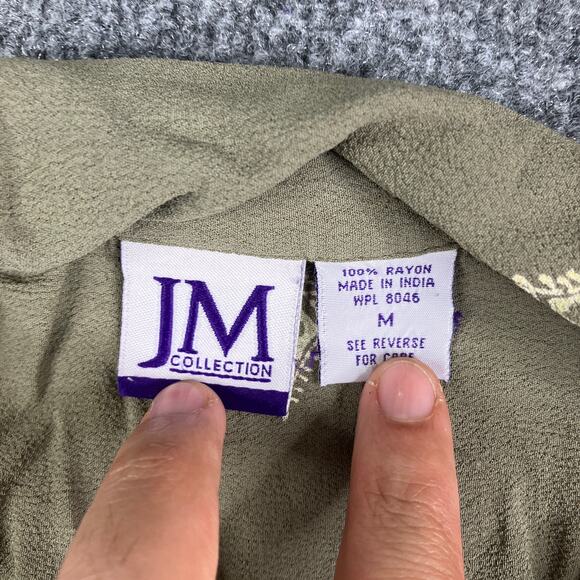 JM
COLLECTION
100% RAYON
MADE IN INDIA
WPL 8046
M
SEE REVERSE
FOR CARE